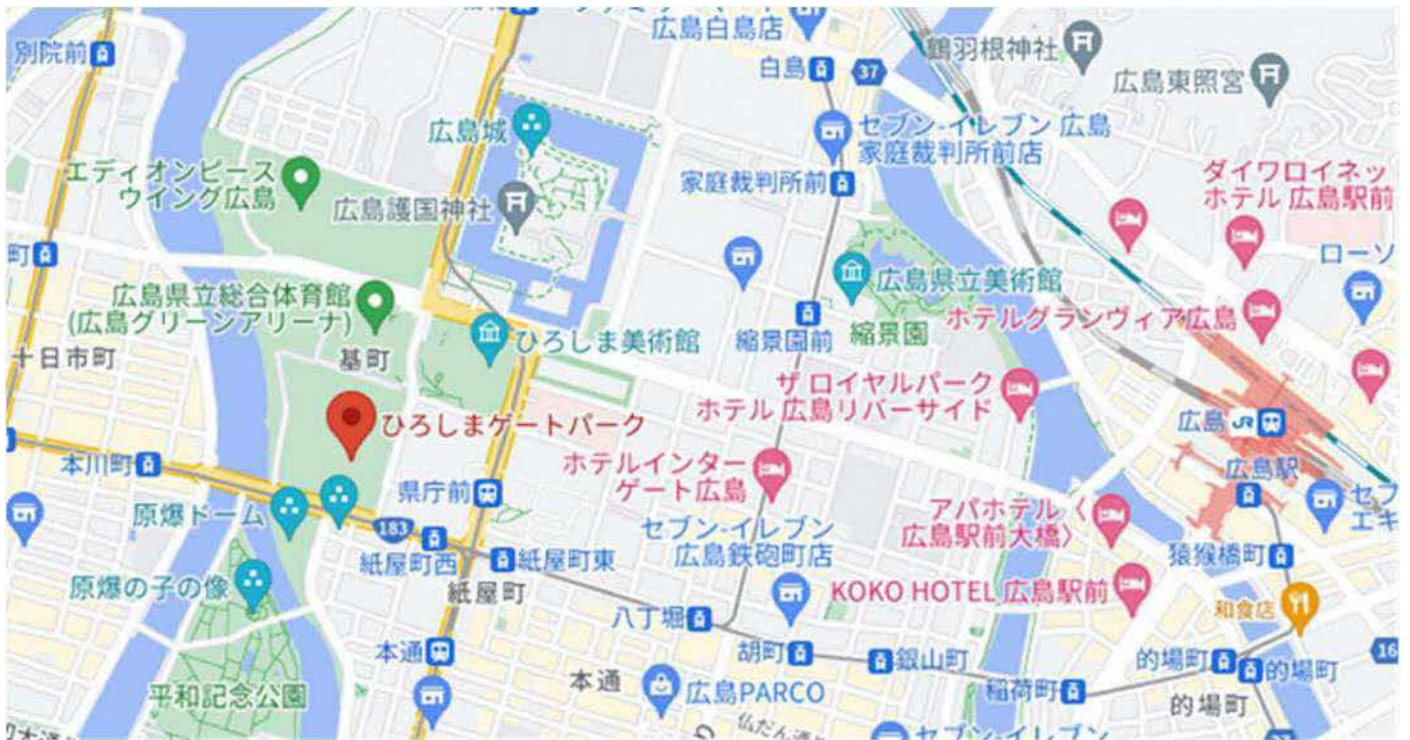 広島白島店
別院前
白島
37
鶴羽根神社
広島東照宮
広島城
セブン-イレブン 広島
家庭裁判所前店
エディオンピース
ウイング広島
家庭裁判所前
ダイワロイネッ
ホテル 広島駅前
広島護国神社
町
ローソ
広島県立美術館
広島県立総合体育館
(広島グリーンアリーナ)
ホテルグランヴィア広島
縮景園前
縮景園
ひろしま美術館
十日市町
基町
ザ ロイヤルパーク
ホテル 広島リバーサイド
ひろしまゲートパーク
広島
JR
本川町
ホテルインター
ゲート広島
広島駅
県庁前
セブ
エキ
原爆ドーム
183
アパホテル〈
広島駅前大橋〉
セブン-イレブン
広島鉄砲町店
紙屋町西
紙屋町東
猿猴橋町
原爆の子の像
紙屋町
KOKO HOTEL 広島駅前
和食店
八丁堀
本通
胡町
銀山町
的場町
的場町
16
本通
広島PARCO
稲荷町
平和記念公園
的場町
セブン-イレブン